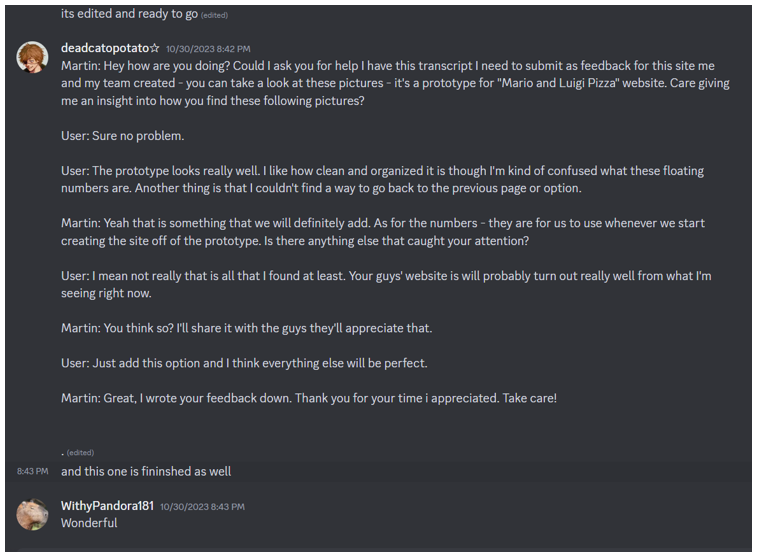 its edited and ready to go (edited)
deadcatopotato☆ 10/30/2023 8:42 PM
Martin: Hey how are you doing? Could I ask you for help I have this transcript I need to submit as feedback for this site me
and my team created - you can take a look at these pictures - it's a prototype for "Mario and Luigi Pizza" website. Care giving
me an insight into how you find these following pictures?
User: Sure no problem.
User: The prototype looks really well. I like how clean and organized it is though I'm kind of confused what these floating
numbers are. Another thing is that I couldn't find a way to go back to the previous page or option.
Martin: Yeah that is something that we will definitely add. As for the numbers - they are for us to use whenever we start
creating the site off of the prototype. Is there anything else that caught your attention?
User: I mean not really that is all that I found at least. Your guys' website is will probably turn out really well from what I'm
seeing right now.
Martin: You think so? I'll share it with the guys they'll appreciate that.
User: Just add this option and I think everything else will be perfect.
Martin: Great, I wrote your feedback down. Thank you for your time i appreciated. Take care!
. (edited)
8:43 PM and this one is fininshed as well
WithyPandora181 10/30/2023 8:43 PM
Wonderful